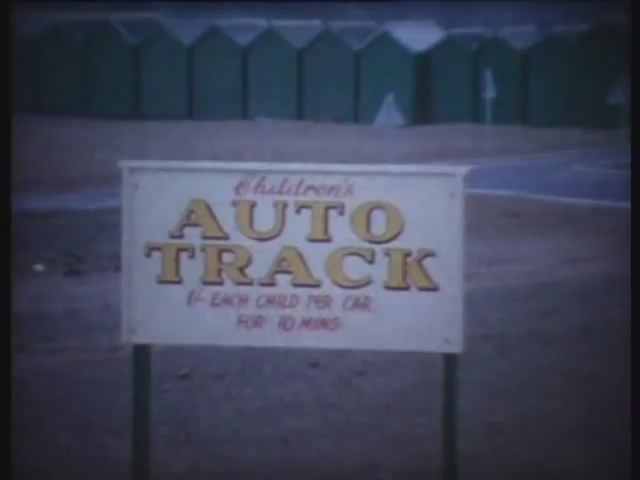 Children's
AUTO
TRACK
1/- EACH CHILD PER CAR
FOR 10 MINS